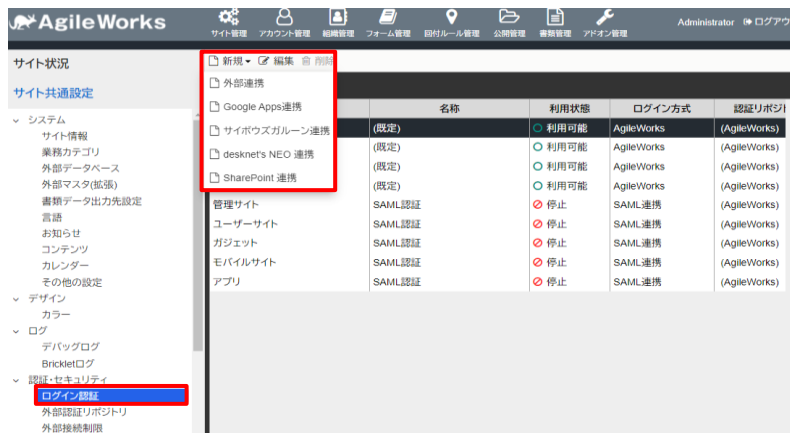 AgileWorks
サイト管理 アカウント管理 組織管理 フォーム管理 回付ルール管理 公開管理 書類管理 アドオン管理
Administrator ログアウ
サイト状況
サイト共通設定
システム
サイト情報
業務カテゴリ
外部データベース
外部マスタ(拡張)
書類データ出力先設定
言語
お知らせ
コンテンツ
カレンダー
その他の設定
デザイン
カラー
ログ
デバッグログ
Brickletログ
認証・セキュリティ
ログイン認証
外部認証リポジトリ
外部接続制限
新規 編集 削除
外部連携
Google Apps連携
サイボウズガルーン連携
desknet's NEO 連携
SharePoint 連携
名称 利用状態 ログイン方式 認証リポジ
(既定) 利用可能 AgileWorks (AgileWorks)
(既定) 利用可能 AgileWorks (AgileWorks)
(既定) 利用可能 AgileWorks (AgileWorks)
(既定) 利用可能 AgileWorks (AgileWorks)
管理サイト SAML認証 停止 SAML連携 (AgileWorks)
ユーザーサイト SAML認証 停止 SAML連携 (AgileWorks)
ガジェット SAML認証 停止 SAML連携 (AgileWorks)
モバイルサイト SAML認証 停止 SAML連携 (AgileWorks)
アプリ SAML認証 停止 SAML連携 (AgileWorks)